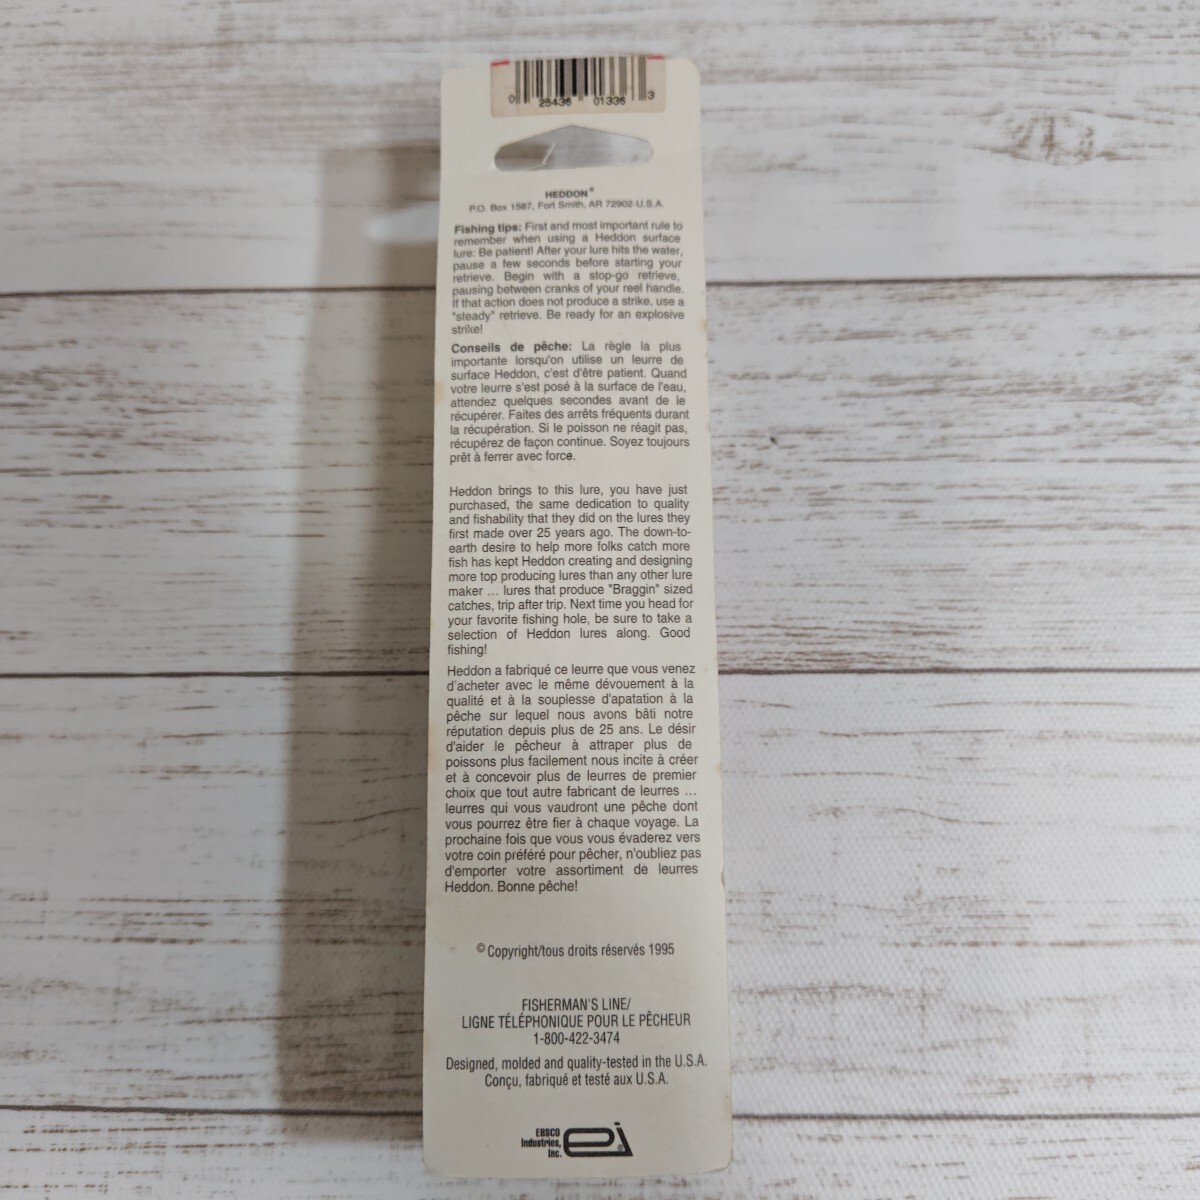 0 25436 01336 3
HEDDON®
P.O. Box 1587, Fort Smith, AR 72902 U.S.A.
Fishing tips: First and most important rule to
remember when using a Heddon surface
lure: Be patient! After your lure hits the water,
pause a few seconds before starting your
retrieve. Begin with a stop-go retrieve,
pausing between cranks of your reel handle.
If that action does not produce a strike, use a
"steady" retrieve. Be ready for an explosive
strike!
Conseils de pêche: La règle la plus
importante lorsqu'on utilise un leurre de
surface Heddon, c'est d'être patient. Quand
votre leurre s'est posé à la surface de l'eau,
attendez quelques secondes avant de le
récupérer. Faites des arrêts fréquents durant
la récupération. Si le poisson ne réagit pas,
récupérez de façon continue. Soyez toujours
prêt à ferrer avec force.
Heddon brings to this lure, you have just
purchased, the same dedication to quality
and fishability that they did on the lures they
first made over 25 years ago. The down-to-
earth desire to help more folks catch more
fish has kept Heddon creating and designing
more top producing lures than any other lure
maker ... lures that produce "Braggin" sized
catches, trip after trip. Next time you head for
your favorite fishing hole, be sure to take a
selection of Heddon lures along. Good
fishing!
Heddon a fabriqué ce leurre que vous venez
d'acheter avec le même dévouement à la
qualité et à la souplesse d'apatation à la
pêche sur lequel nous avons bâti notre
réputation depuis plus de 25 ans. Le désir
d'aider le pêcheur à attraper plus de
poissons plus facilement nous incite à créer
et à concevoir plus de leurres de premier
choix que tout autre fabricant de leurres ...
leurres qui vous vaudront une pêche dont
vous pourrez être fier à chaque voyage. La
prochaine fois que vous vous évaderez vers
votre coin préféré pour pêcher, n'oubliez pas
d'emporter votre assortiment de leurres
Heddon. Bonne pêche!
© Copyright/tous droits réservés 1995
FISHERMAN'S LINE/
LIGNE TÉLÉPHONIQUE POUR LE PÊCHEUR
1-800-422-3474
Designed, molded and quality-tested in the U.S.A.
Conçu, fabriqué et testé aux U.S.A.
EBSCO
Industries,
Inc.
ei